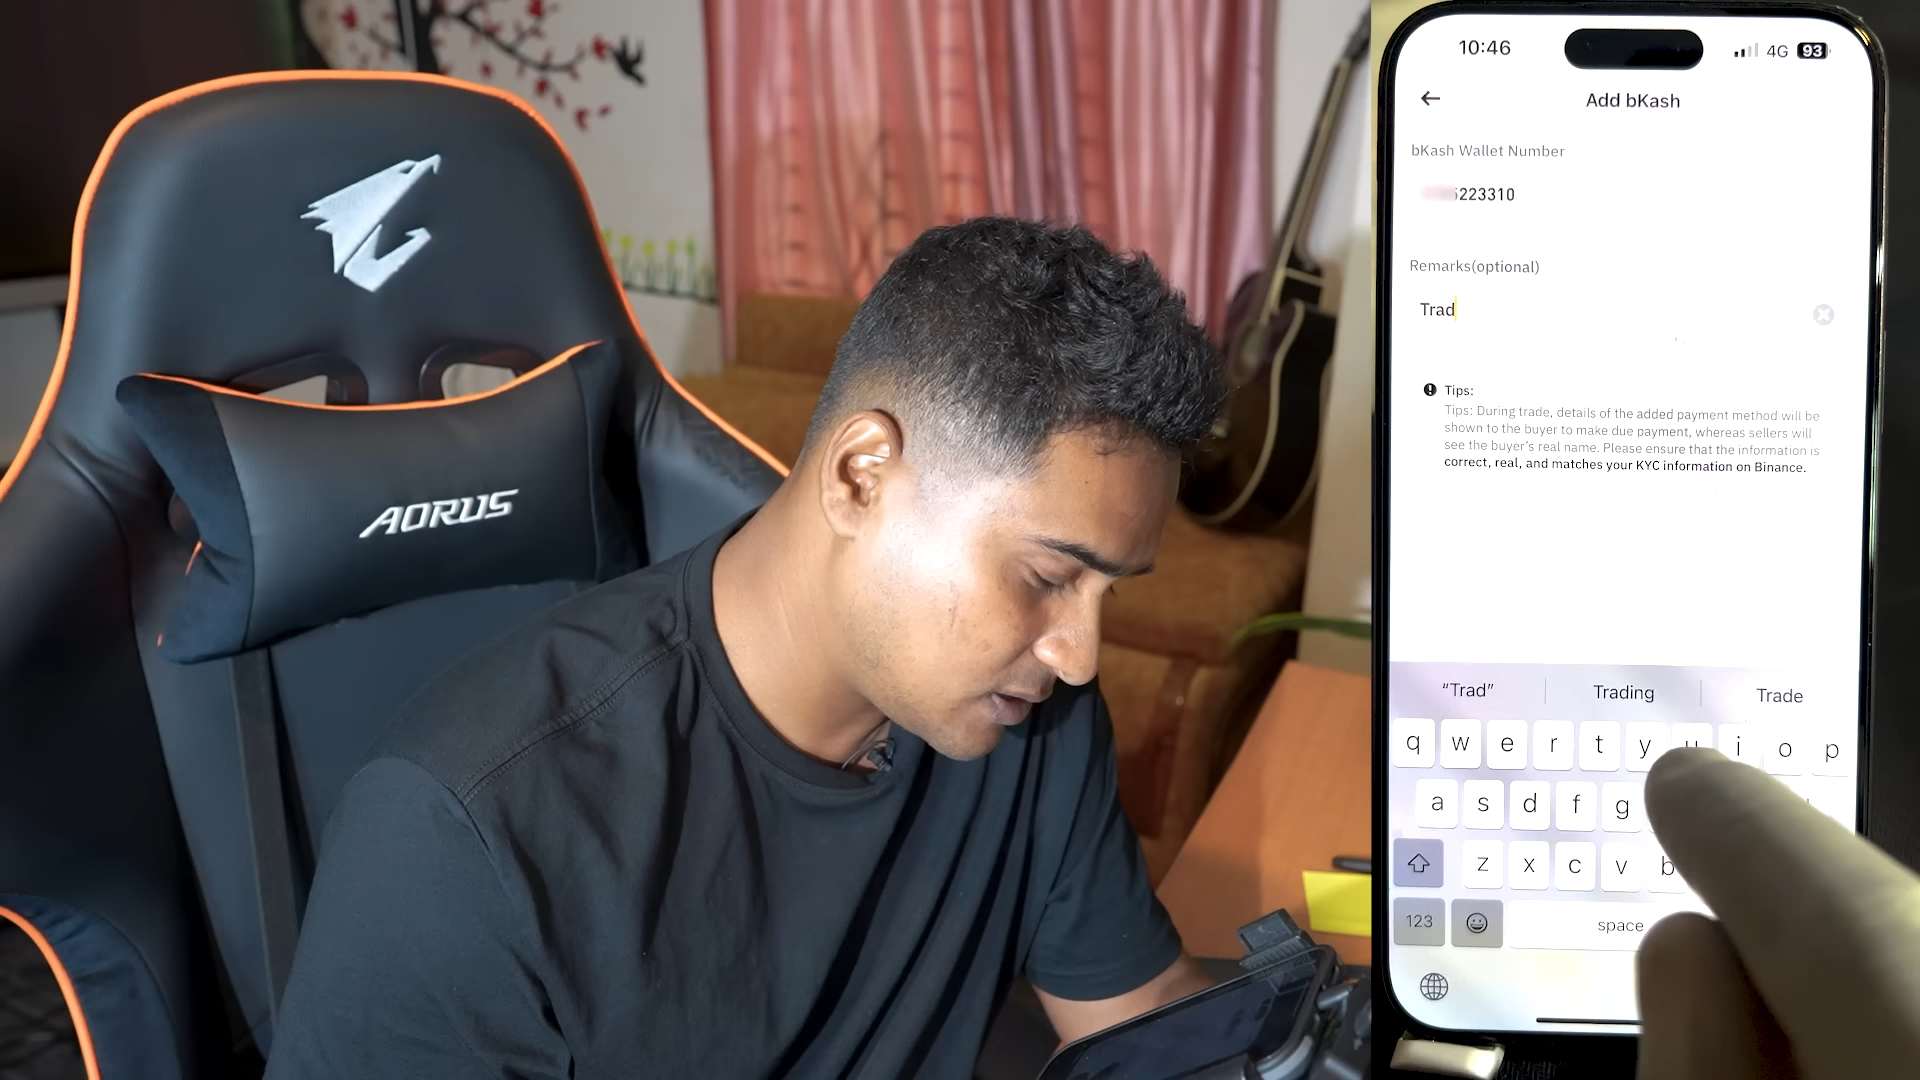 AORUS
10:46
4G 93
Add bKash
bKash Wallet Number
223310
Remarks(optional)
Trad
Tips:
Tips: During trade, details of the added payment method will be
shown to the buyer to make due payment, whereas sellers will
see the buyer's real name. Please ensure that the information is
correct, real, and matches your KYC information on Binance.
“Trad” Trading Trade
q w e r t y u i o p
a s d f g
z x c v b
123 space